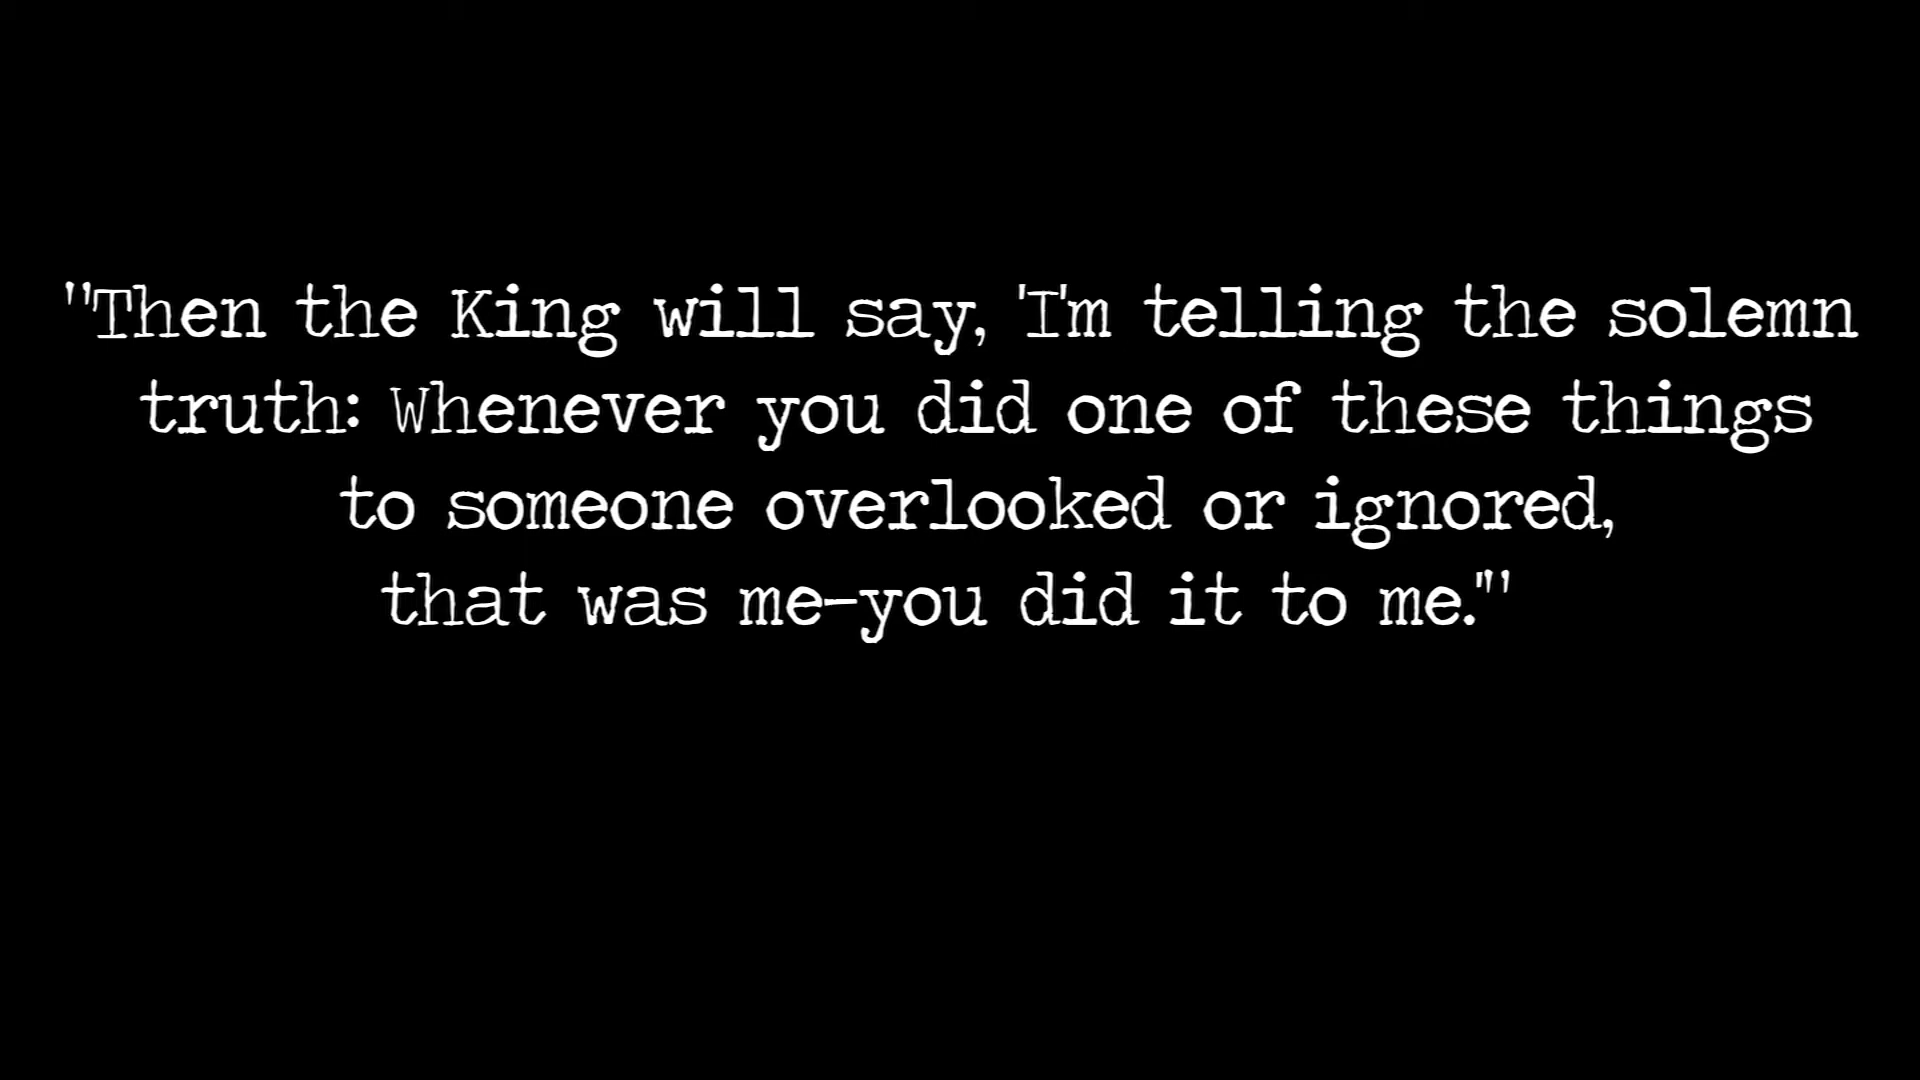 "Then the King will say, 'I'm telling the solemn
truth: Whenever you did one of these things
to someone overlooked or ignored,
that was me-you did it to me.'"